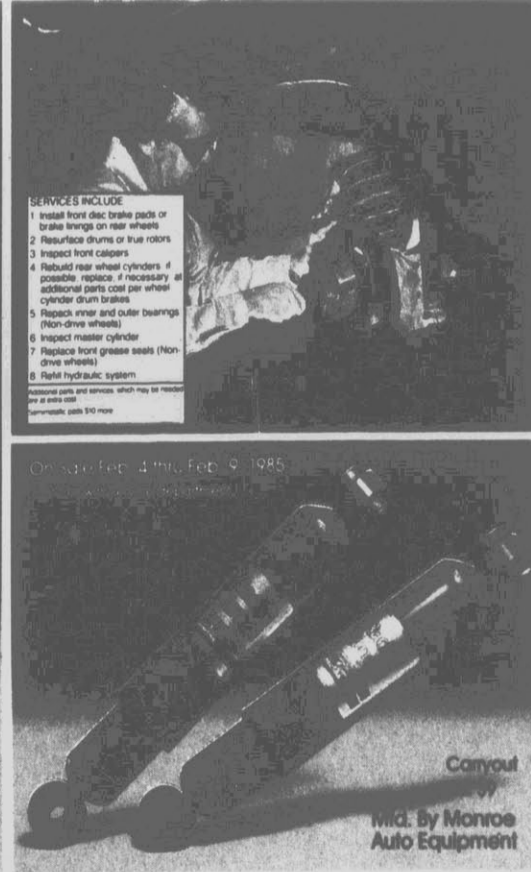 SERVICES INCLUDE
1 Install front disc brake pads or
brake linings on rear wheels
2 Resurface drums or true rotors
3 Inspect front calipers
4 Rebuild rear wheel cylinders if
possible replace if necessary at
additional parts cost per wheel
cylinder drum brakes
5 Repack inner and outer bearings
(Non-drive wheels)
6 Inspect master cylinder
7 Replace front grease seals (Non-
drive wheels)
8 Refill hydraulic system
Additional parts and services which may be needed
are at extra cost
Semimetallic pads $10 more
On Sale Feb. 4 thru Feb. 9, 1985
department
Carryout
Mfd. By Monroe
Auto Equipment